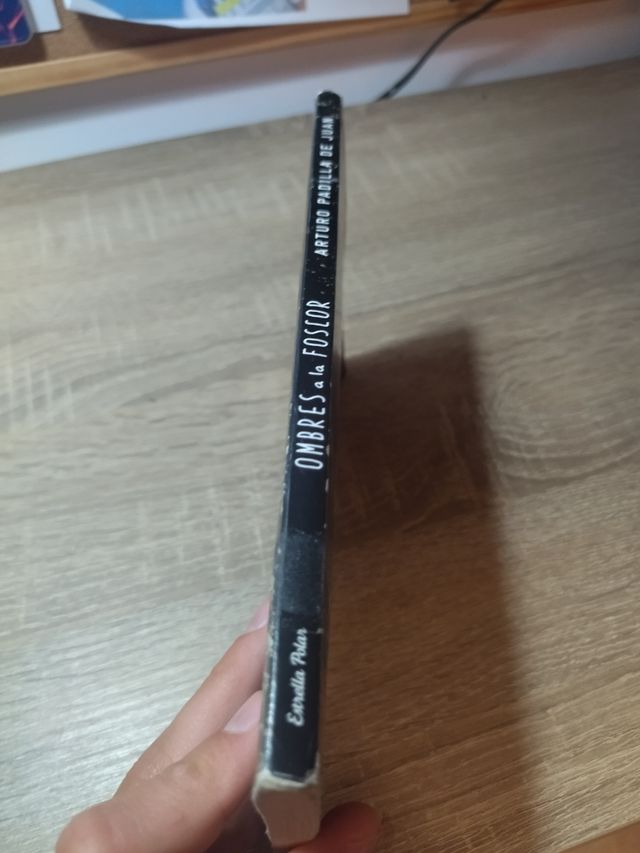 ARTURO PADILLA DE JUAN
OMBRES a la FOSCOR
Estrella Polar